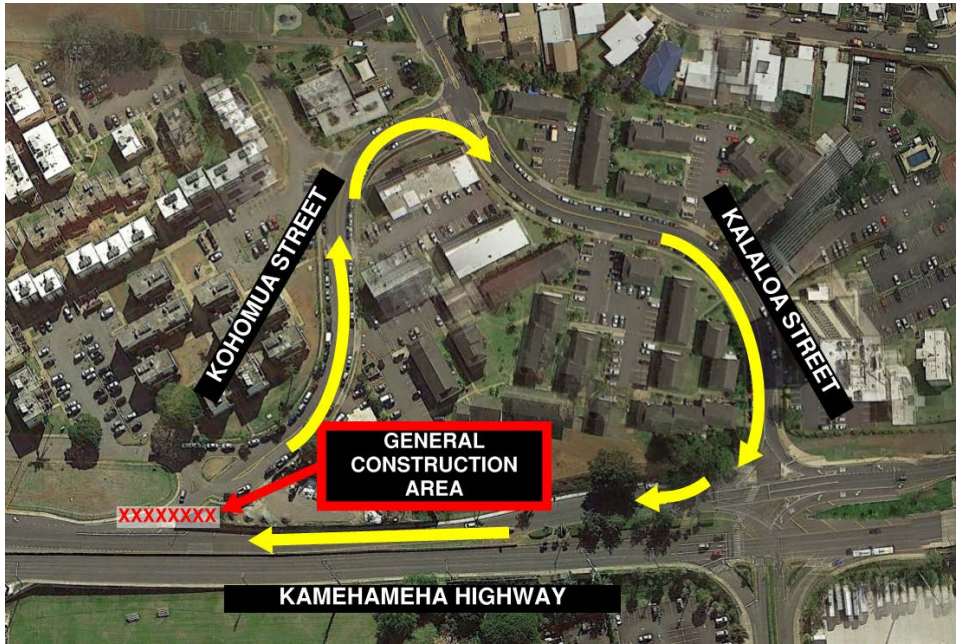 KOHOMUA STREET
KALALOA STREET
GENERAL
CONSTRUCTION
AREA
XXXXXXXX
KAMEHAMEHA HIGHWAY